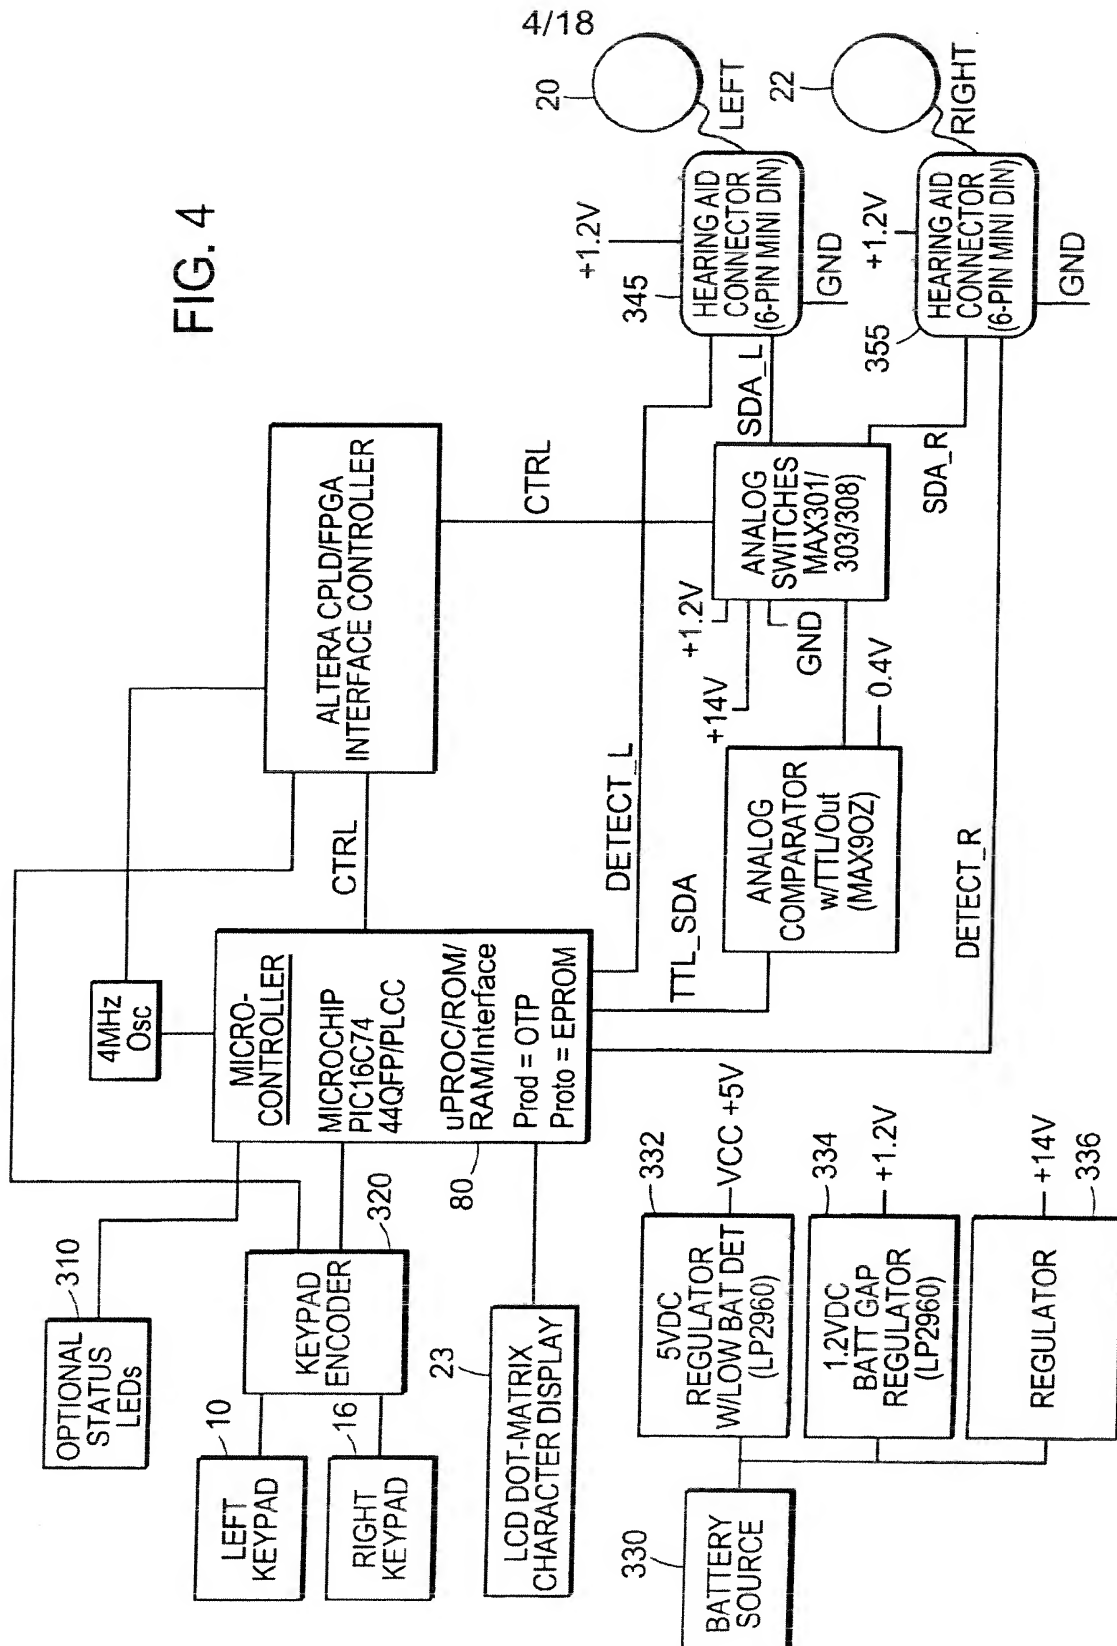 4/18
FIG. 4
OPTIONAL
STATUS
LEDs
310
LEFT
KEYPAD
10
RIGHT
KEYPAD
16
KEYPAD
ENCODER
320
LCD DOT-MATRIX
CHARACTER DISPLAY
23
4MHz
Osc
MICRO-
CONTROLLER
MICROCHIP
PIC16C74
44QFP/PLCC
uPROC/ROM/
RAM/Interface
Prod = OTP
Proto = EPROM
80
CTRL
ALTERA CPLD/FPGA
INTERFACE CONTROLLER
CTRL
DETECT_L
TTL_SDA
DETECT_R
ANALOG
COMPARATOR
w/TTL/Out
(MAX9OZ)
0.4V
+14V
+1.2V
GND
ANALOG
SWITCHES
MAX301/
303/308)
SDA_L
SDA_R
345
+1.2V
HEARING AID
CONNECTOR
(6-PIN MINI DIN)
GND
LEFT
20
355
+1.2V
HEARING AID
CONNECTOR
(6-PIN MINI DIN)
GND
RIGHT
22
330
BATTERY
SOURCE
5VDC
REGULATOR
W/LOW BAT DET
(LP2960)
332
VCC +5V
1.2VDC
BATT GAP
REGULATOR
(LP2960)
334
+1.2V
REGULATOR
+14V
336